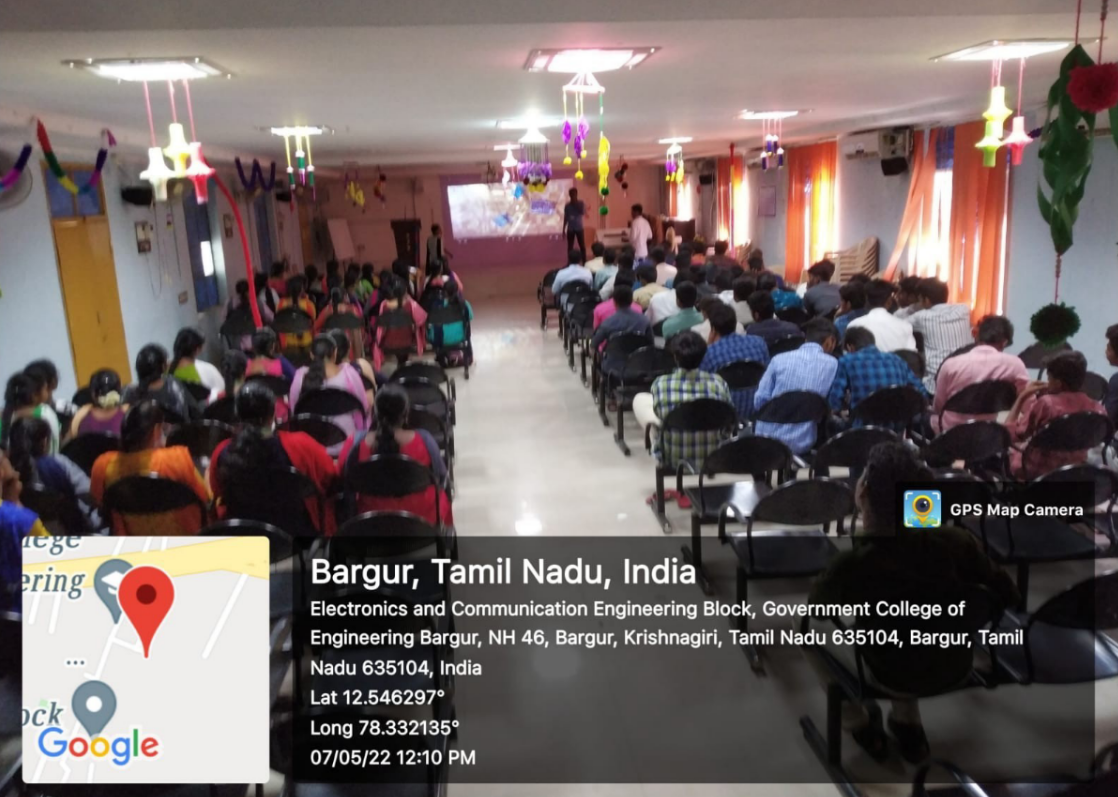 GPS Map Camera
lege
ering
ock
Google
Bargur, Tamil Nadu, India
Electronics and Communication Engineering Block, Government College of
Engineering Bargur, NH 46, Bargur, Krishnagiri, Tamil Nadu 635104, Bargur, Tamil
Nadu 635104, India
Lat 12.546297°
Long 78.332135°
07/05/22 12:10 PM